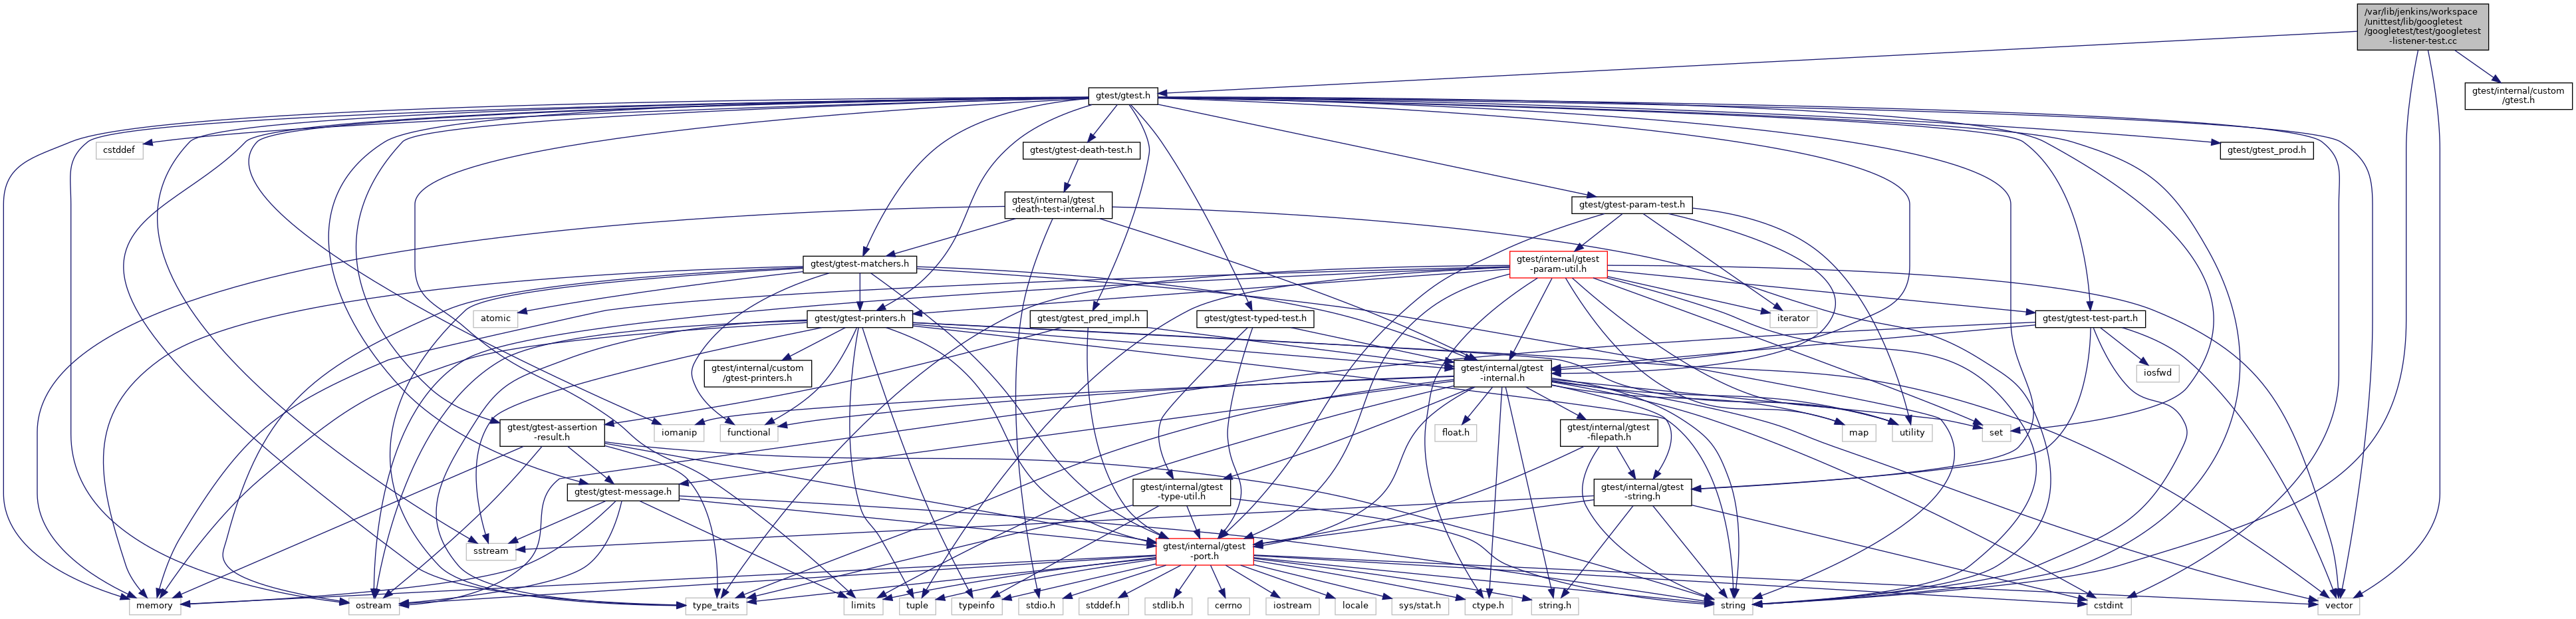 /var/lib/jenkins/workspace
/unittest/lib/googletest
/googletest/test/googletest
-listener-test.cc
gtest/gtest.h
gtest/internal/custom
/gtest.h
cstddef
gtest/gtest-death-test.h
gtest/gtest_prod.h
gtest/internal/gtest
-death-test-internal.h
gtest/gtest-param-test.h
gtest/gtest-matchers.h
gtest/internal/gtest
-param-util.h
atomic
gtest/gtest-printers.h
gtest/gtest_pred_impl.h
gtest/gtest-typed-test.h
iterator
gtest/gtest-test-part.h
gtest/internal/custom
/gtest-printers.h
gtest/internal/gtest
-internal.h
iosfwd
gtest/gtest-assertion
-result.h
iomanip
functional
float.h
gtest/internal/gtest
-filepath.h
map
utility
set
gtest/gtest-message.h
gtest/internal/gtest
-type-util.h
gtest/internal/gtest
-string.h
sstream
gtest/internal/gtest
-port.h
memory
ostream
type_traits
limits
tuple
typeinfo
stdio.h
stddef.h
stdlib.h
cerrno
iostream
locale
sys/stat.h
ctype.h
string.h
string
cstdint
vector